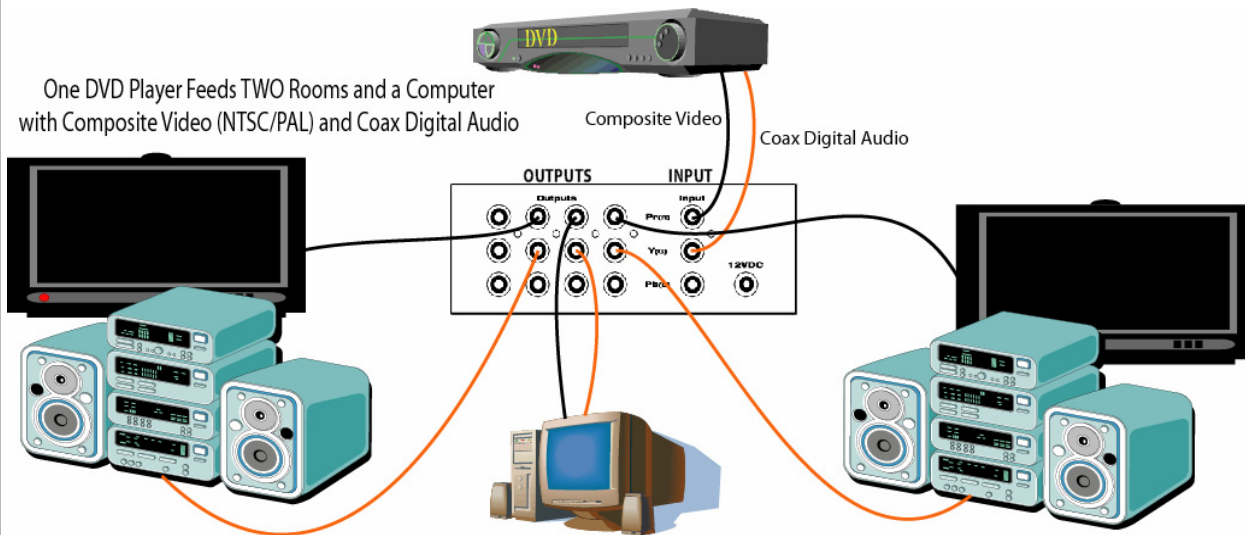 DVD
One DVD Player Feeds TWO Rooms and a Computer
with Composite Video (NTSC/PAL) and Coax Digital Audio
Composite Video
Coax Digital Audio
OUTPUTS INPUT
Outputs Input
12VDC